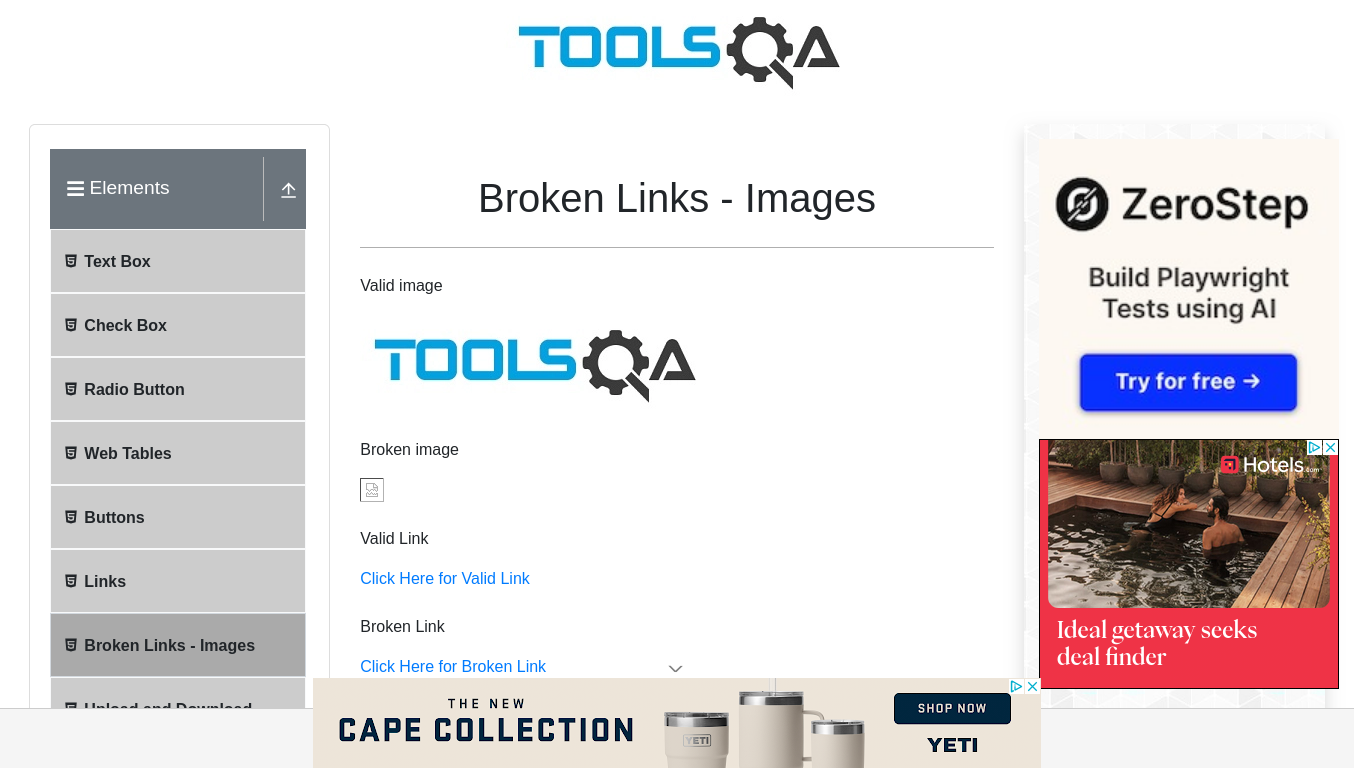 TOOLSQA
Elements
Text Box
Check Box
Radio Button
Web Tables
Buttons
Links
Broken Links - Images
Upload and Download
Broken Links - Images
Valid image
TOOLSQA
Broken image
Valid Link
Click Here for Valid Link
Broken Link
Click Here for Broken Link
ZeroStep
Build Playwright
Tests using AI
Try for free →
Hotels.com
Ideal getaway seeks
deal finder
THE NEW
CAPE COLLECTION
YETI
SHOP NOW
YETI